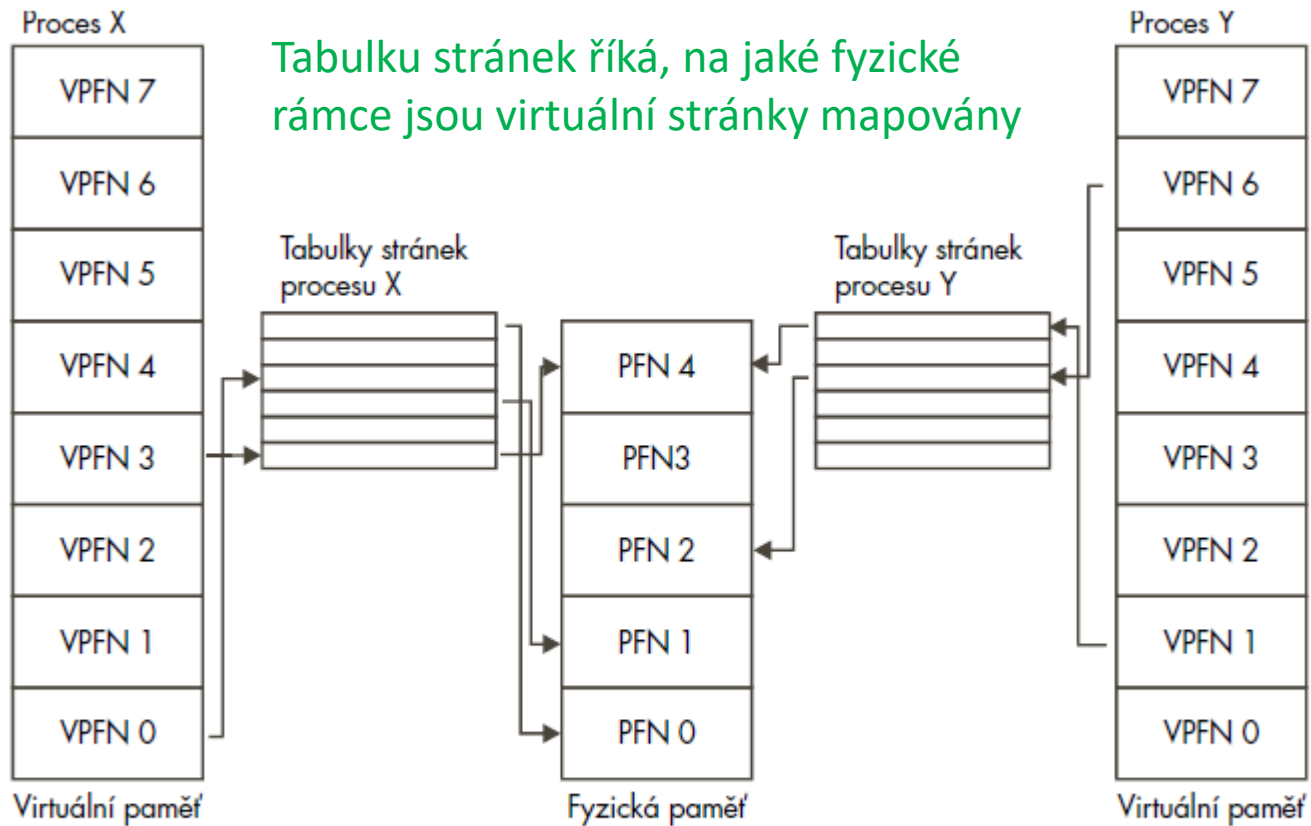 Proces X
Tabulku stránek říká, na jaké fyzické
rámce jsou virtuální stránky mapovány
Proces Y
VPFN 7
VPFN 6
VPFN 5
VPFN 4
VPFN 3
VPFN 2
VPFN 1
VPFN 0
Virtuální paměť
Tabulky stránek
procesu X
PFN 4
PFN3
PFN 2
PFN 1
PFN 0
Fyzická paměť
Tabulky stránek
procesu Y
VPFN 7
VPFN 6
VPFN 5
VPFN 4
VPFN 3
VPFN 2
VPFN 1
VPFN 0
Virtuální paměť